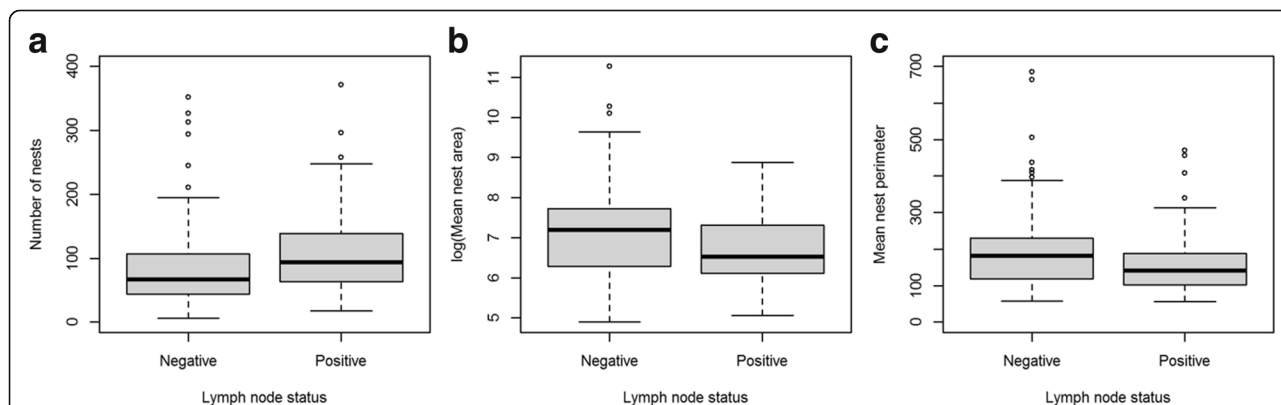 a
Number of nests
400
300
200
100
0
Negative Positive
Lymph node status
b
log(Mean nest area)
11
10
9
8
7
6
5
Negative Positive
Lymph node status
c
Mean nest perimeter
700
500
300
100
0
Negative Positive
Lymph node status